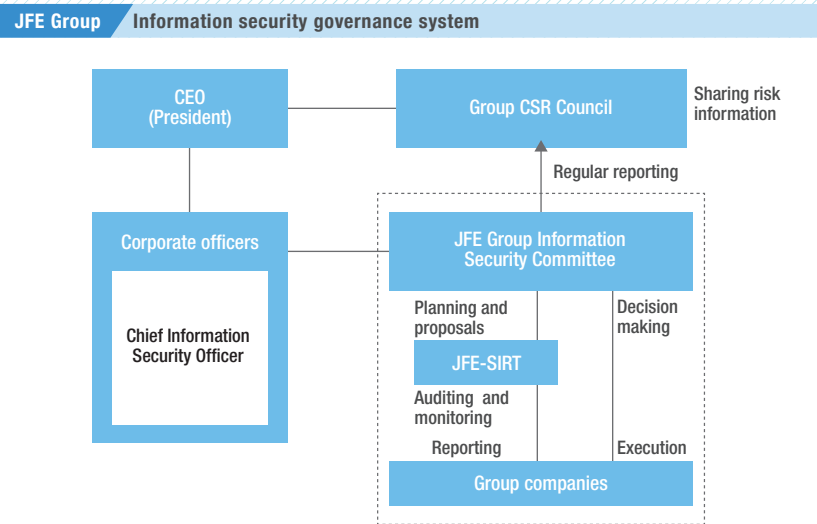 JFE Group Information security governance system
CEO
(President)
Group CSR Council
Sharing risk
information
Regular reporting
Corporate officers
Chief Information
Security Officer
JFE Group Information
Security Committee
Planning and
proposals
Decision
making
JFE-SIRT
Auditing and
monitoring
Reporting
Execution
Group companies